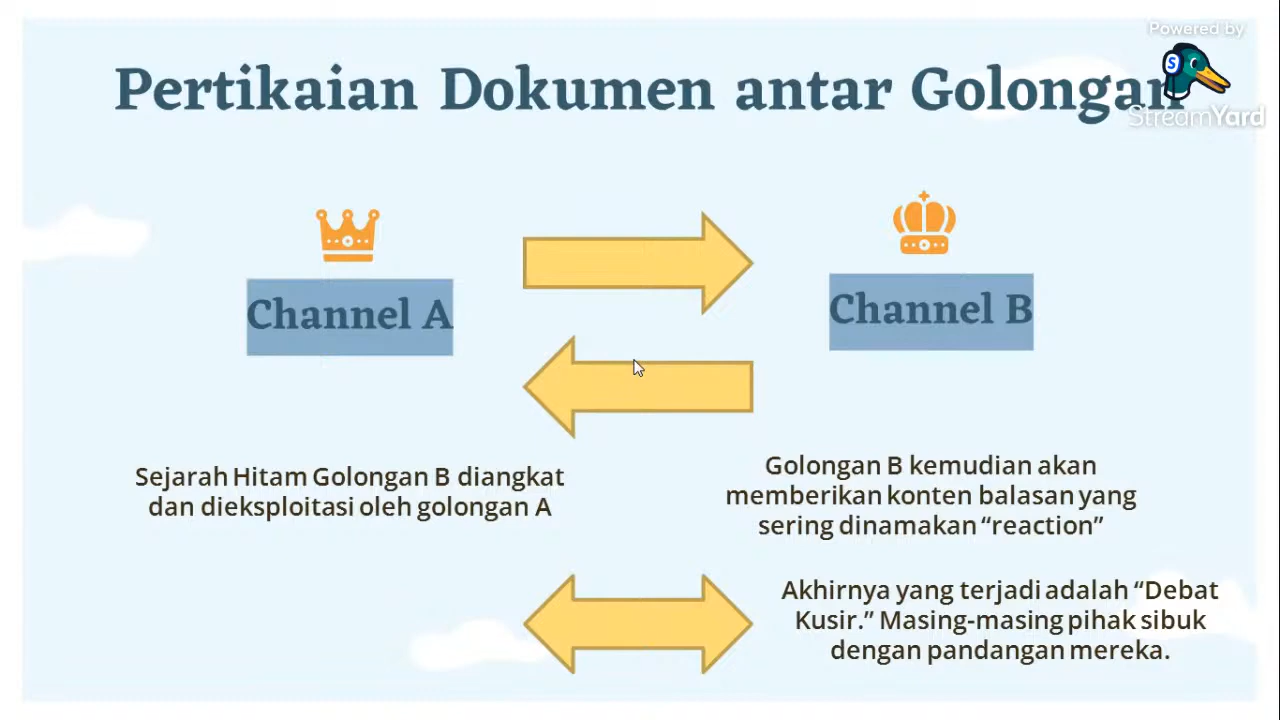 Powered by
StreamYard
Pertikaian Dokumen antar Golongan
Channel A
Channel B
Sejarah Hitam Golongan B diangkat
dan dieksploitasi oleh golongan A
Golongan B kemudian akan
memberikan konten balasan yang
sering dinamakan “reaction”
Akhirnya yang terjadi adalah “Debat
Kusir.” Masing-masing pihak sibuk
dengan pandangan mereka.